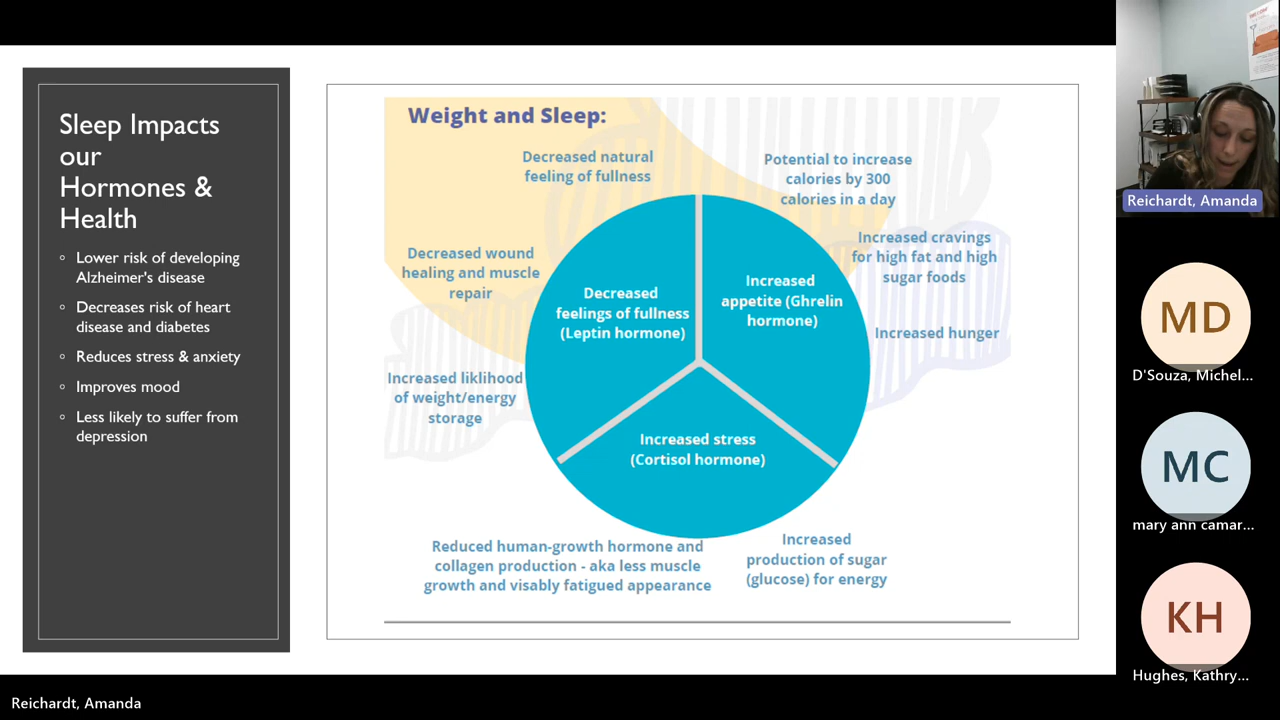 Sleep Impacts
our
Hormones &
Health
Lower risk of developing
Alzheimer's disease
Decreases risk of heart
disease and diabetes
Reduces stress & anxiety
Improves mood
Less likely to suffer from
depression
Weight and Sleep:
Decreased natural
feeling of fullness
Potential to increase
calories by 300
calories in a day
Decreased wound
healing and muscle
repair
Increased cravings
for high fat and high
sugar foods
Decreased
feelings of fullness
(Leptin hormone)
Increased
appetite (Ghrelin
hormone)
Increased hunger
Increased liklihood
of weight/energy
storage
Increased stress
(Cortisol hormone)
Reduced human-growth hormone and
collagen production - aka less muscle
growth and visably fatigued appearance
Increased
production of sugar
(glucose) for energy
Reichardt, Amanda
MD
D'Souza, Michel...
MC
mary ann camar...
KH
Hughes, Kathry...
Reichardt, Amanda